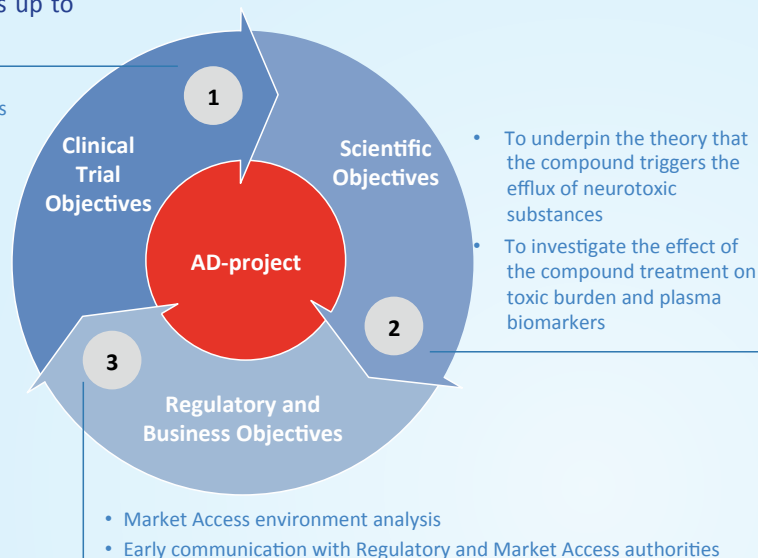 s up to
s
1
Clinical
Trial
Objectives
Scientific
Objectives
• To underpin the theory that
the compound triggers the
efflux of neurotoxic
substances
• To investigate the effect of
the compound treatment on
toxic burden and plasma
biomarkers
AD-project
2
3
Regulatory and
Business Objectives
• Market Access environment analysis
• Early communication with Regulatory and Market Access authorities